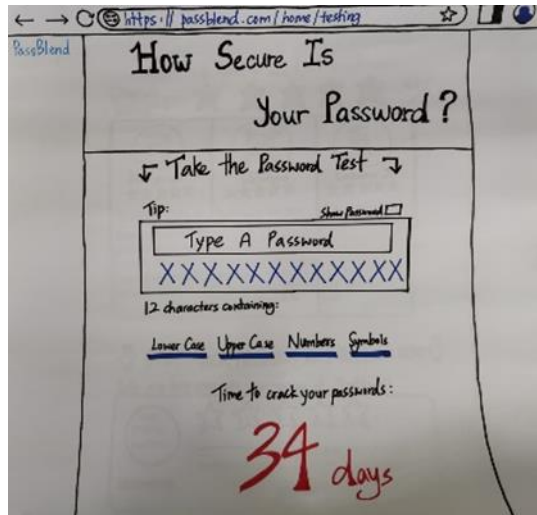 https://passblend.com/home/testing
PassBlend
How Secure Is
Your Password?
Take the Password Test
Tip:
Show Password
Type A Password
XXXXXXXXXXXX
12 characters containing:
Lower Case Upper Case Numbers Symbols
Time to crack your passwords:
34 days